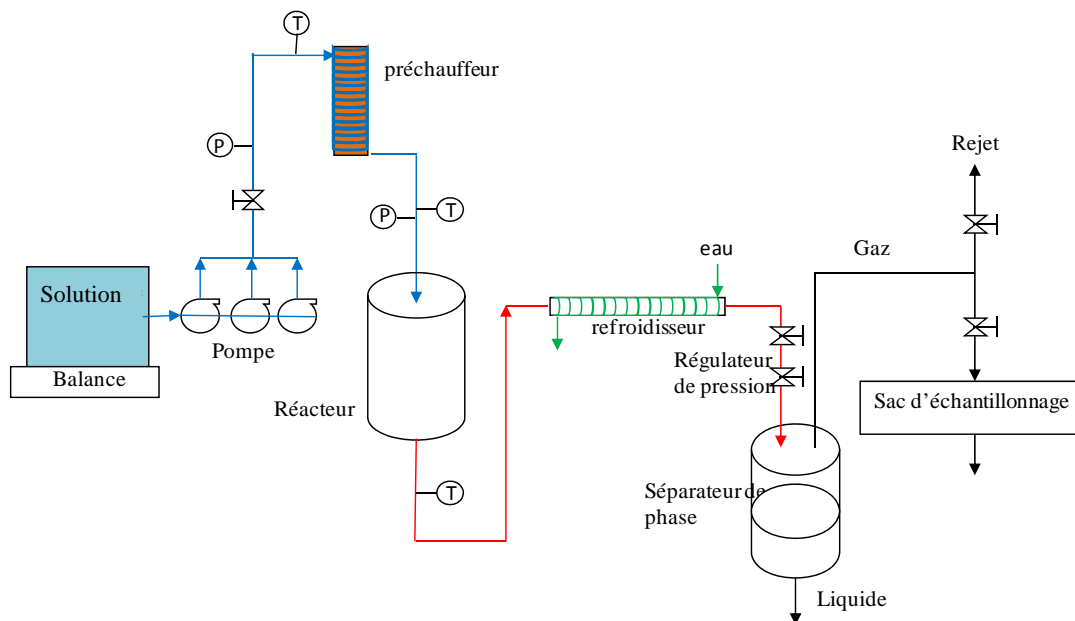 T
préchauffeur
P
Rejet
P
T
Gaz
eau
Solution
refroidisseur
Pompe
Régulateur
de pression
Balance
Réacteur
Sac d’échantillonnage
T
Séparateur de
phase
Liquide